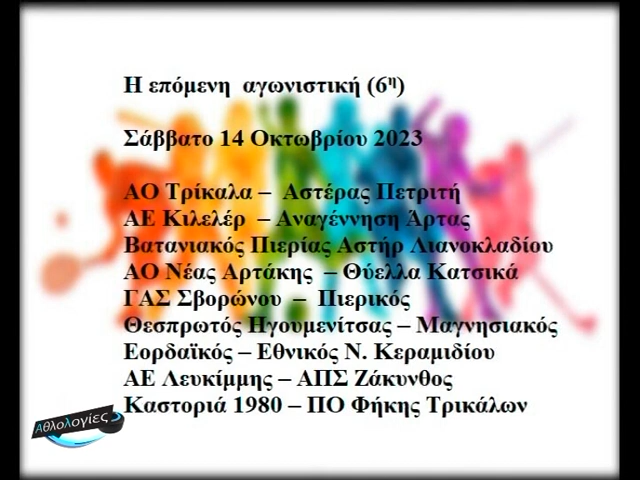 Η επόμενη αγωνιστική (6η)
Σάββατο 14 Οκτωβρίου 2023
ΑΟ Τρίκαλα – Αστέρας Πετριτή
ΑΕ Κιλελέρ – Αναγέννηση Άρτας
Βατανιακός Πιερίας Αστήρ Λιανοκλαδίου
ΑΟ Νέας Αρτάκης – Θύελλα Κατσικά
ΓΑΣ Σβορώνου – Πιερικός
Θεσπρωτός Ηγουμενίτσας – Μαγνησιακός
Εορδαϊκός – Εθνικός Ν. Κεραμιδίου
ΑΕ Λευκίμμης – ΑΠΣ Ζάκυνθος
Καστοριά 1980 – ΠΟ Φήκης Τρικάλων
Αθλολογίες